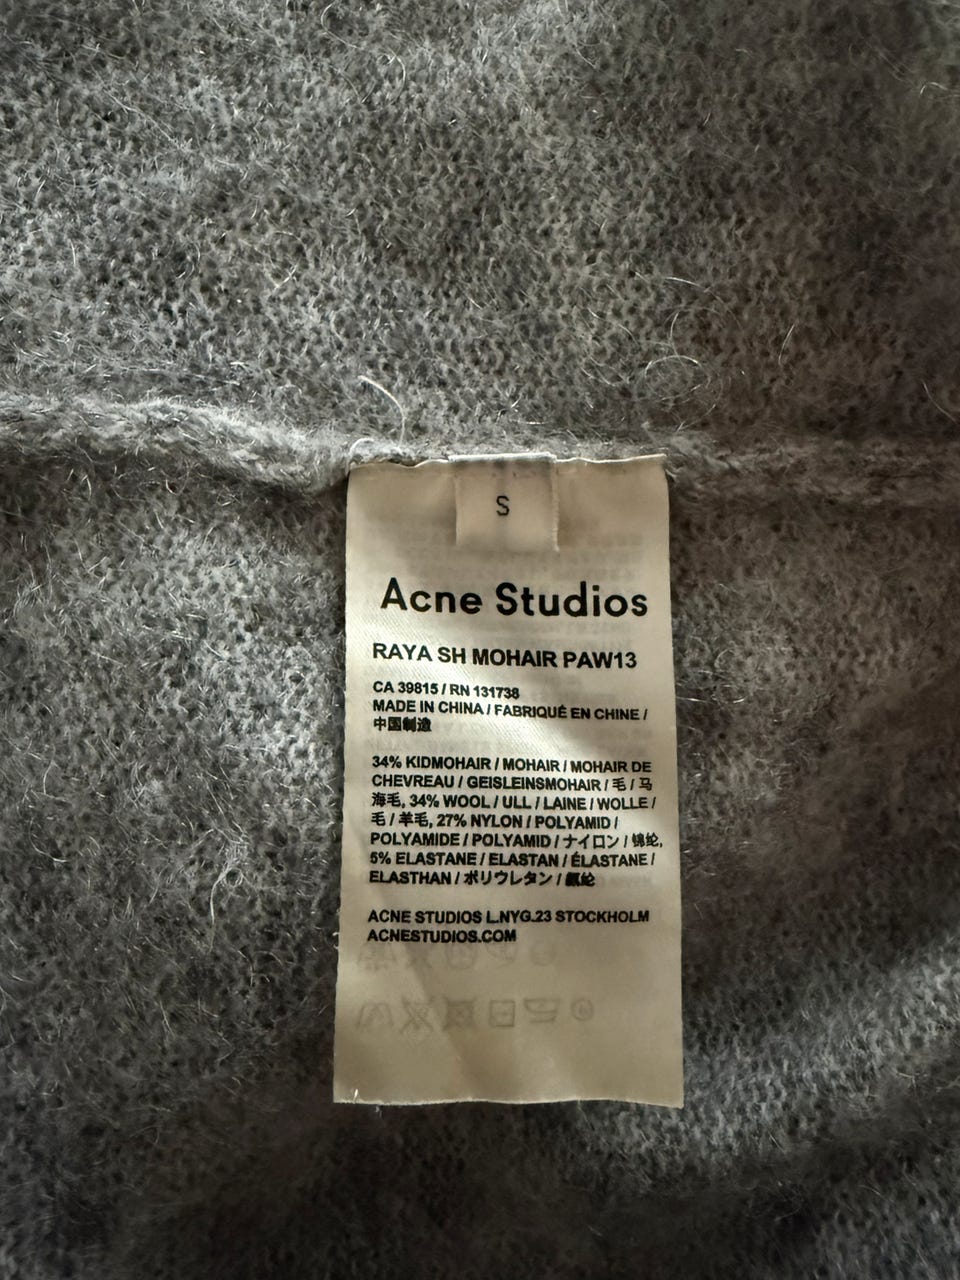 S
Acne Studios
RAYA SH MOHAIR PAW13
CA 39815 / RN 131738
MADE IN CHINA / FABRIQUÉ EN CHINE /
中国制造
34% KIDMOHAIR / MOHAIR / MOHAIR DE
CHEVREAU / GEISLEINSMOHAIR / 毛 / 马
海毛, 34% WOOL / ULL / LAINE / WOLLE /
毛 / 羊毛, 27% NYLON / POLYAMID /
POLYAMIDE / POLYAMID / ナイロン / 锦纶,
5% ELASTANE / ELASTAN / ÉLASTANE /
ELASTHAN / ポリウレタン / 氨纶
ACNE STUDIOS L.NYG.23 STOCKHOLM
ACNESTUDIOS.COM